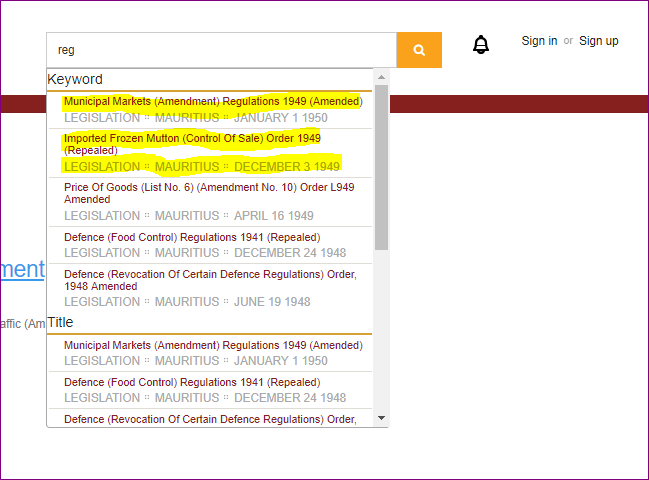 reg
Sign in or Sign up
Keyword
Municipal Markets (Amendment) Regulations 1949 (Amended)
LEGISLATION :: MAURITIUS :: JANUARY 1 1950
Imported Frozen Mutton (Control Of Sale) Order 1949
(Repealed)
LEGISLATION :: MAURITIUS :: DECEMBER 3 1949
Price Of Goods (List No. 6) (Amendment No. 10) Order L949
Amended
LEGISLATION :: MAURITIUS :: APRIL 16 1949
Defence (Food Control) Regulations 1941 (Repealed)
LEGISLATION :: MAURITIUS :: DECEMBER 24 1948
ment
Defence (Revocation Of Certain Defence Regulations) Order,
1948 Amended
LEGISLATION :: MAURITIUS :: JUNE 19 1948
affic (Am
Title
Municipal Markets (Amendment) Regulations 1949 (Amended)
LEGISLATION :: MAURITIUS :: JANUARY 1 1950
Defence (Food Control) Regulations 1941 (Repealed)
LEGISLATION :: MAURITIUS :: DECEMBER 24 1948
Defence (Revocation Of Certain Defence Regulations) Order,